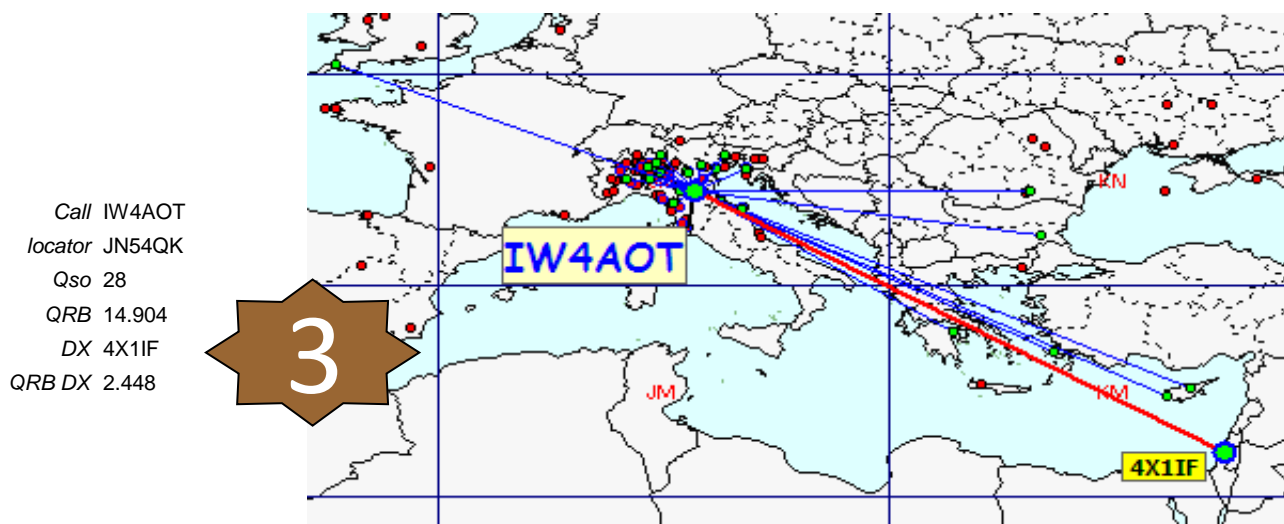 Call IW4AOT
locator JN54QK
Qso 28
QRB 14.904
DX 4X1IF
QRB DX 2.448
3
IW4AOT
KN
JM
KM
4X1IF